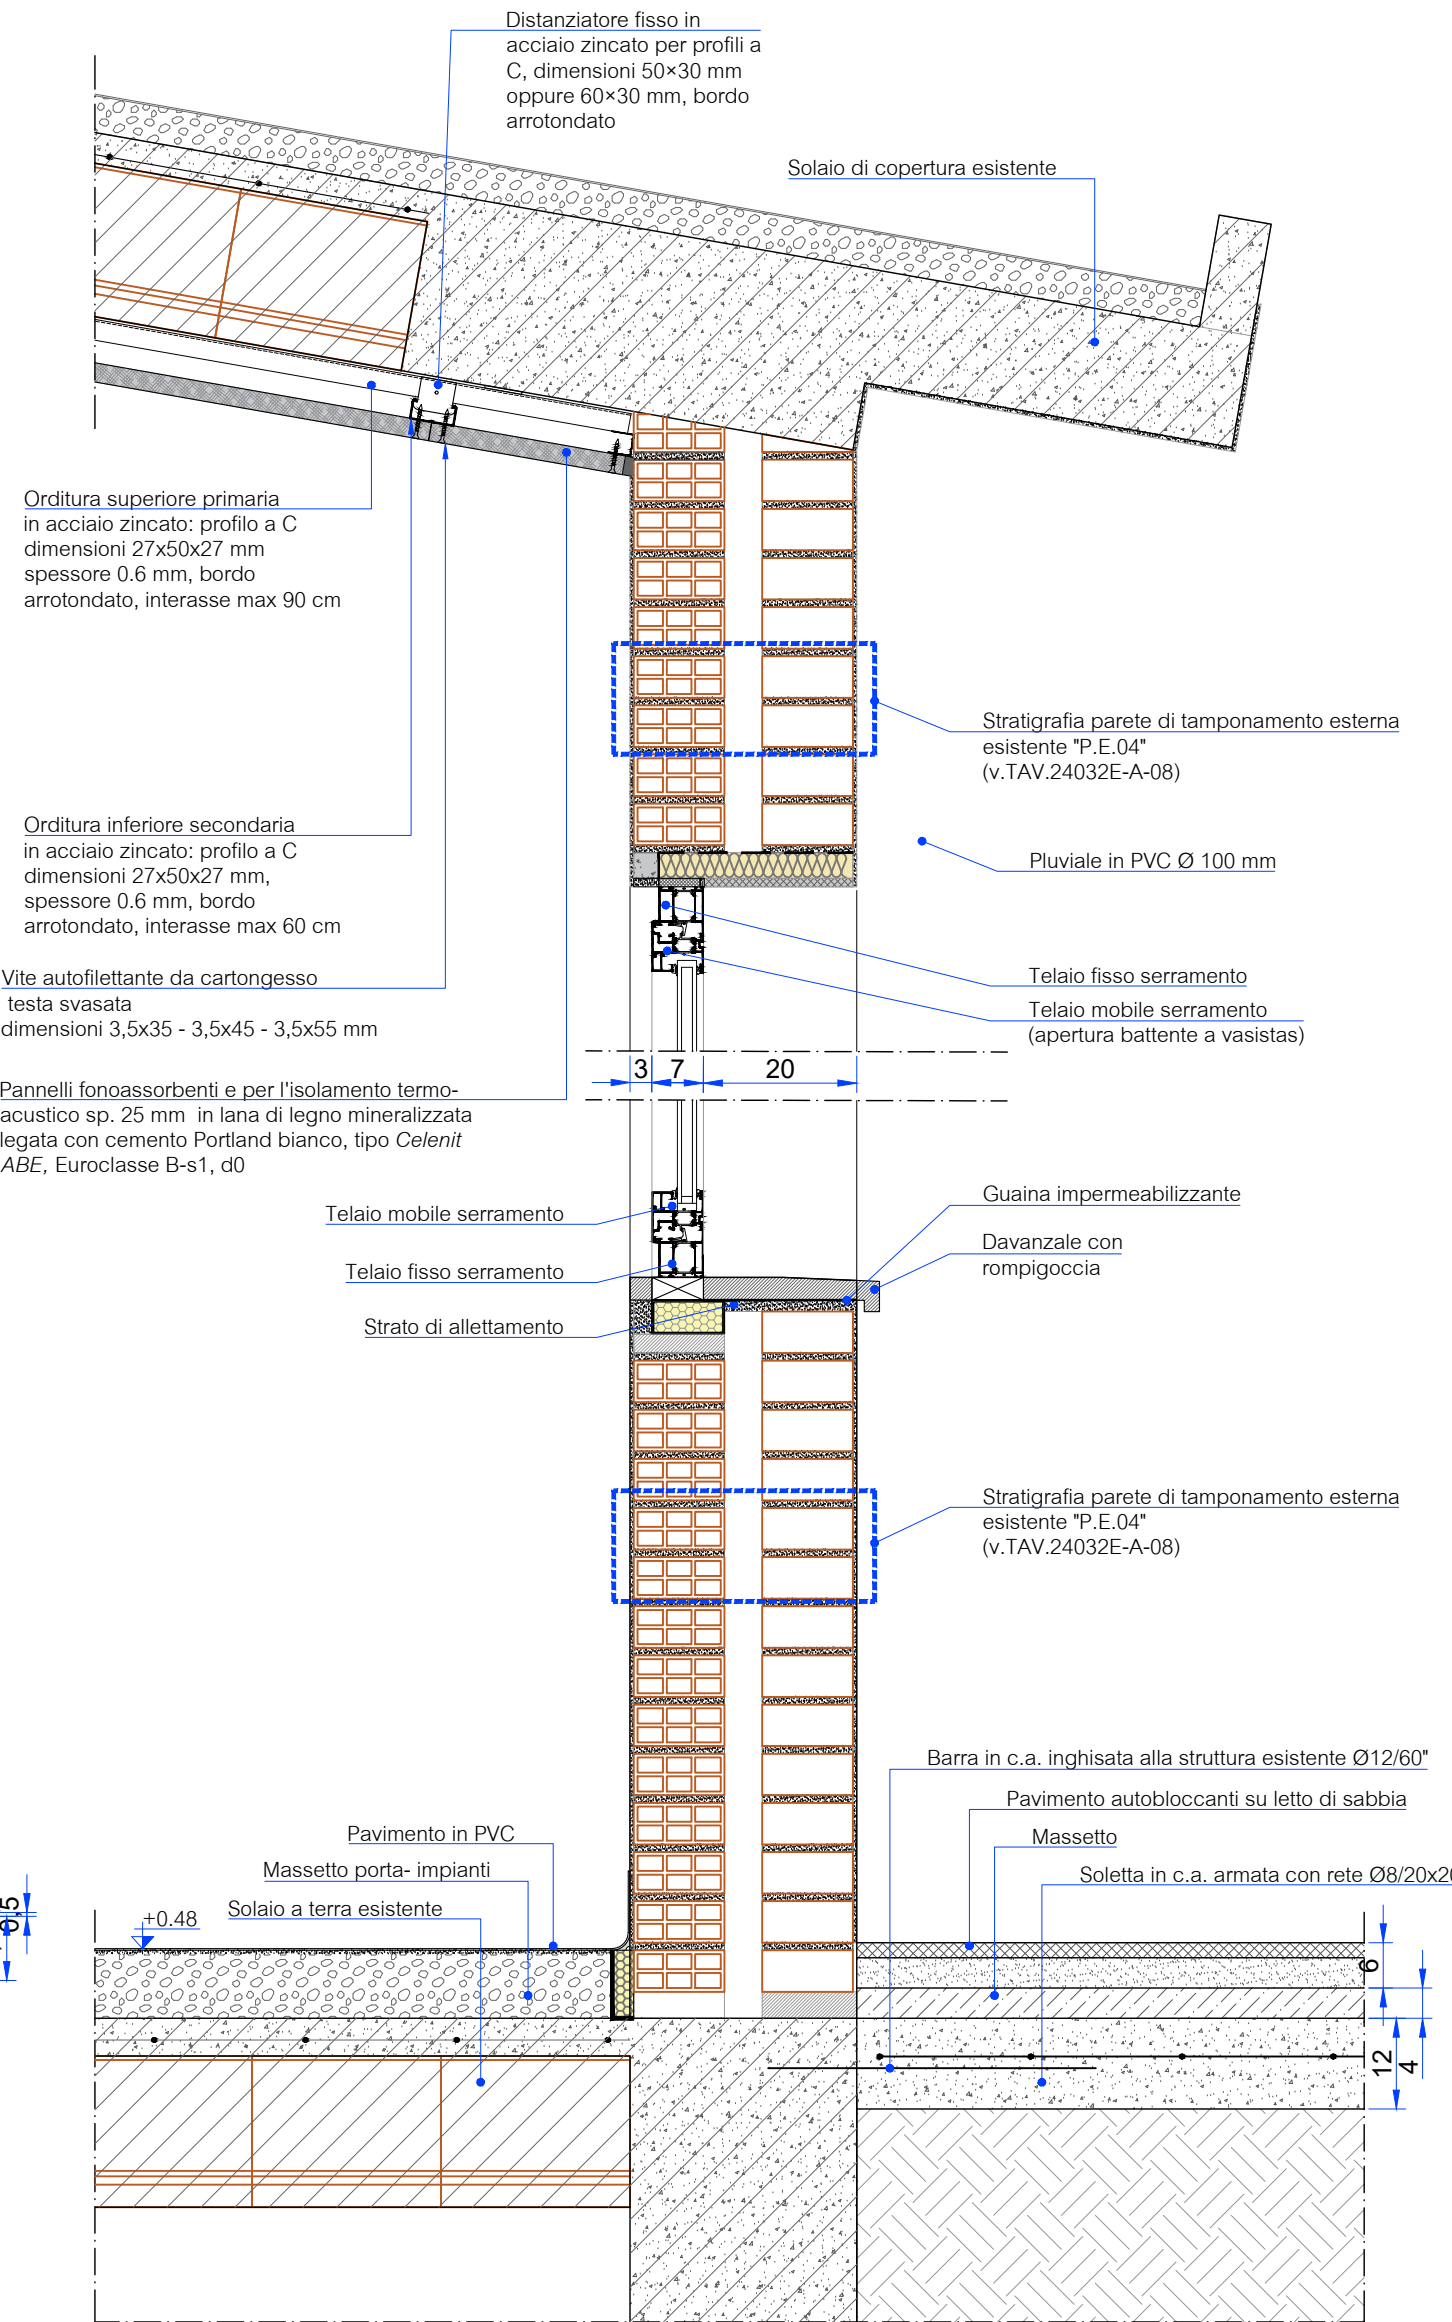 Distanziatore fisso in
acciaio zincato per profili a
C, dimensioni 50×30 mm
oppure 60×30 mm, bordo
arrotondato
Solaio di copertura esistente
Orditura superiore primaria
in acciaio zincato: profilo a C
dimensioni 27x50x27 mm
spessore 0.6 mm, bordo
arrotondato, interasse max 90 cm
Stratigrafia parete di tamponamento esterna
esistente "P.E.04"
(v.TAV.24032E-A-08)
Orditura inferiore secondaria
in acciaio zincato: profilo a C
dimensioni 27x50x27 mm,
spessore 0.6 mm, bordo
arrotondato, interasse max 60 cm
Pluviale in PVC Ø 100 mm
Vite autofilettante da cartongesso
testa svasata
dimensioni 3,5x35 - 3,5x45 - 3,5x55 mm
Telaio fisso serramento
Telaio mobile serramento
(apertura battente a vasistas)
3 7 20
Pannelli fonoassorbenti e per l'isolamento termo-
acustico sp. 25 mm in lana di legno mineralizzata
legata con cemento Portland bianco, tipo Celenit
ABE, Euroclasse B-s1, d0
Telaio mobile serramento
Guaina impermeabilizzante
Telaio fisso serramento
Davanzale con
rompigoccia
Strato di allettamento
Stratigrafia parete di tamponamento esterna
esistente "P.E.04"
(v.TAV.24032E-A-08)
Barra in c.a. inghisata alla struttura esistente Ø12/60"
Pavimento autobloccanti su letto di sabbia
Pavimento in PVC
Massetto
Massetto porta- impianti
Soletta in c.a. armata con rete
Solaio a terra esistente
+0.48
6
12
4